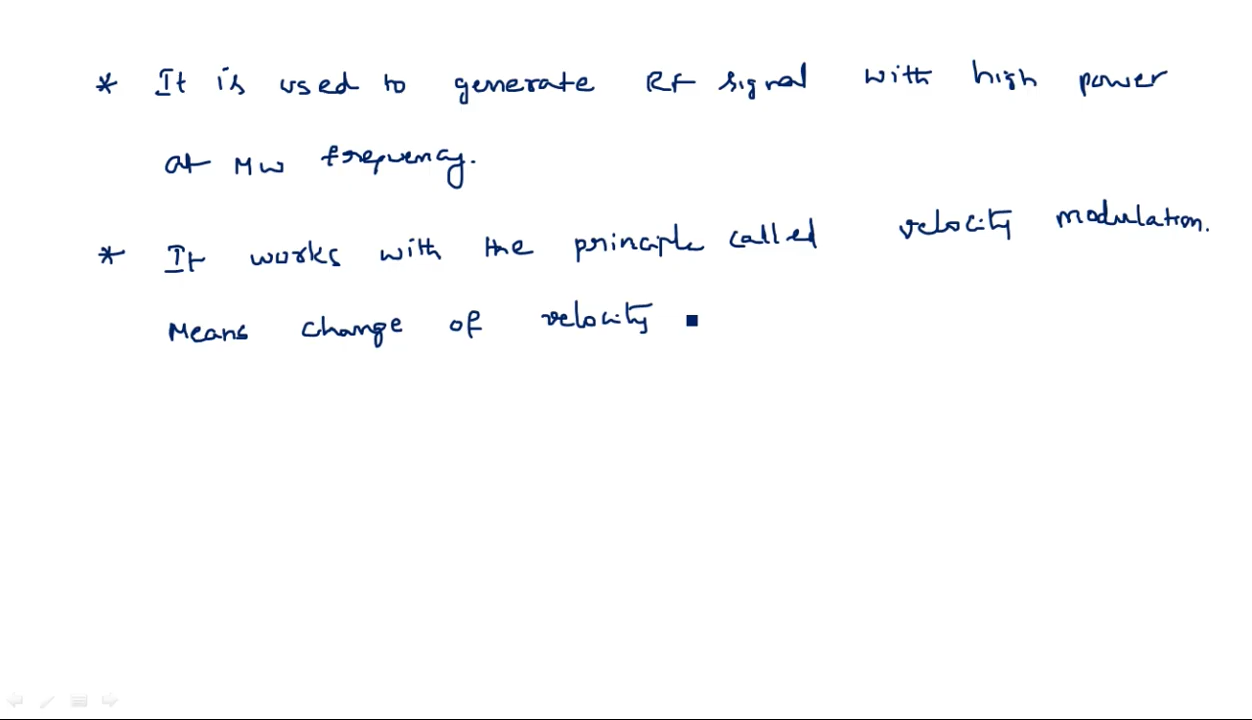 * It is used to generate RF signal with high power
at MW frequency.
* It works with the principle called velocity modulation.
Means change of velocity